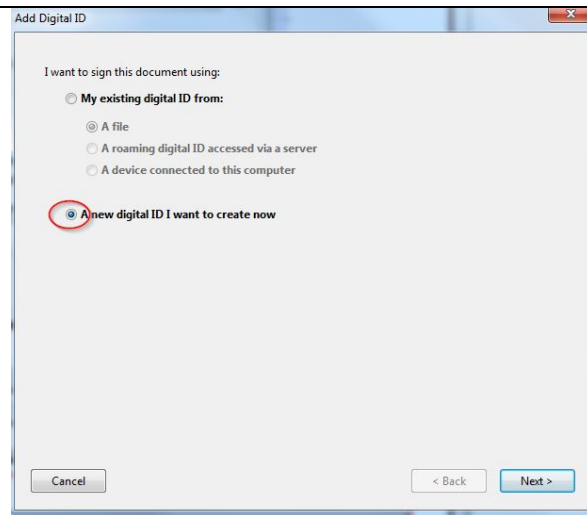 Add Digital ID
I want to sign this document using:
My existing digital ID from:
A file
A roaming digital ID accessed via a server
A device connected to this computer
A new digital ID I want to create now
Cancel
< Back
Next >